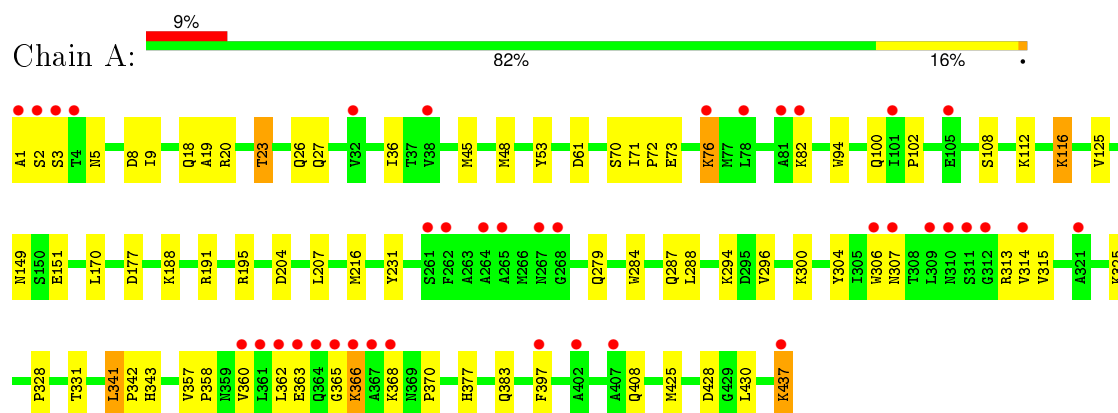 9%
Chain A:
82% 16% •
A1 S2 S3 T4 N5 D8 I9 Q18 A19 R20 T23 Q26 Q27 V32 I36 T37 V38 M45 M48 Y53 D61 S70 T71 P72 E73 K76 M77 L78 A81 K82 W94 Q100 I101 P102 E105 S108 K112 K116 V125
N149 S150 E151 L170 D177 K188 R191 R195 D204 L207 M216 Y231 S261 F262 A263 A264 A265 M266 N267 G268 Q279 W284 Q287 L288 K294 D295 V296 K300 Y304 I305 W306 N307 T308 L309 N310 S311 G312 R313 V314 V315 A321 K325
P328 T331 L341 P342 H343 V357 P358 N359 V360 L361 L362 E363 Q364 G365 K366 A367 K368 N369 P370 H377 Q383 F397 A402 A407 Q408 M425 D428 G429 L430 K437